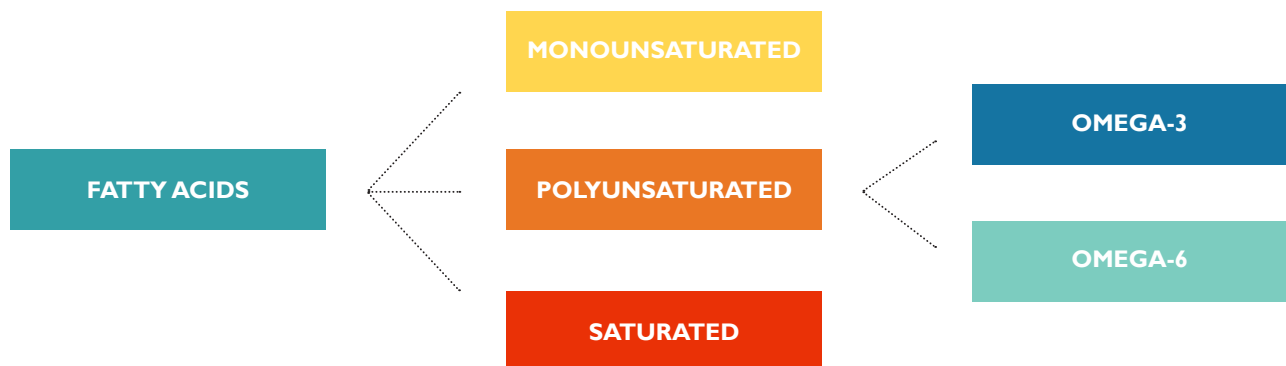 FATTY ACIDS
MONOUNSATURATED
POLYUNSATURATED
SATURATED
OMEGA-3
OMEGA-6